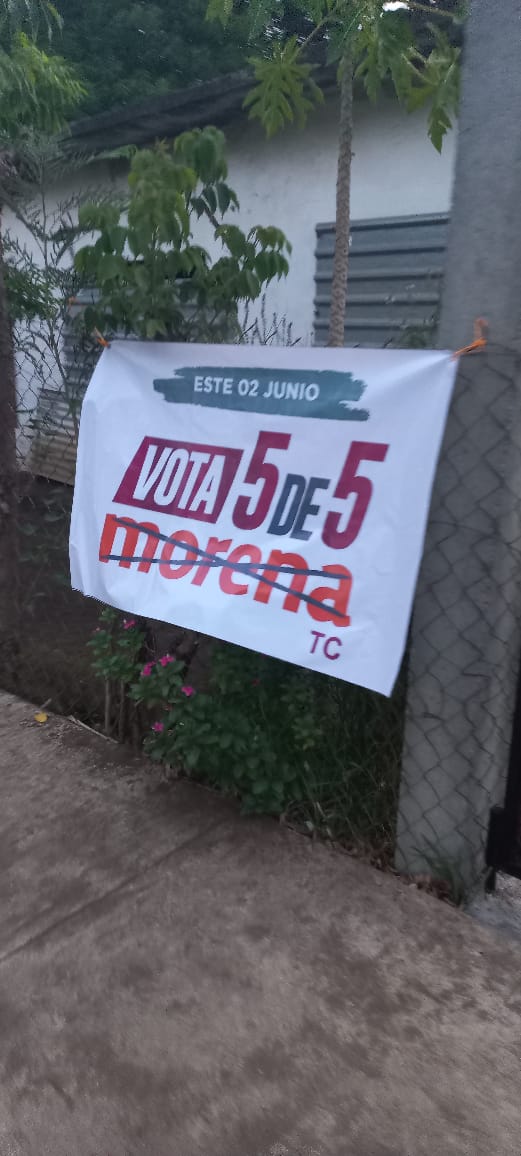 ESTE 02 JUNIO
VOTA 5 DE 5
morena
TC